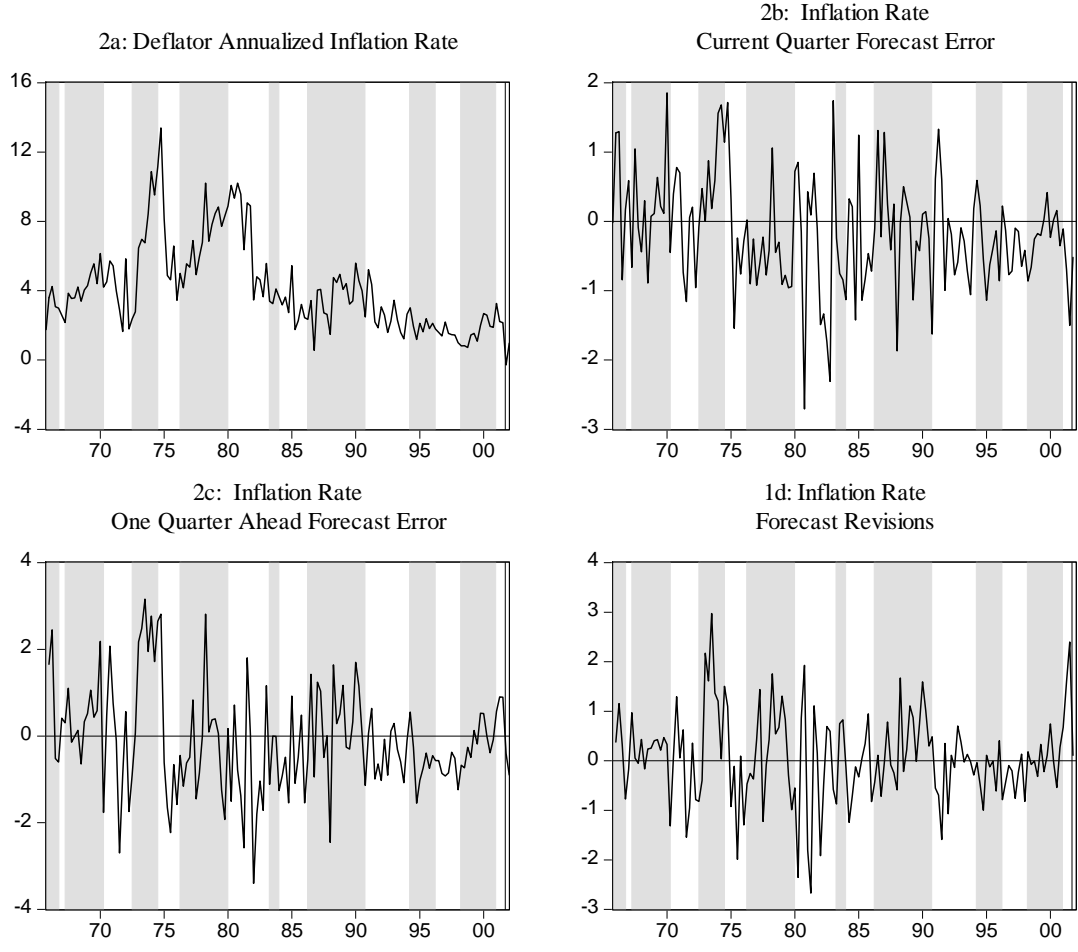 2a: Deflator Annualized Inflation Rate
16
12
8
4
0
-4
70 75 80 85 90 95 00
2b: Inflation Rate
Current Quarter Forecast Error
2
1
0
-1
-2
-3
70 75 80 85 90 95 00
2c: Inflation Rate
One Quarter Ahead Forecast Error
4
2
0
-2
-4
70 75 80 85 90 95 00
1d: Inflation Rate
Forecast Revisions
4
3
2
1
0
-1
-2
-3
70 75 80 85 90 95 00